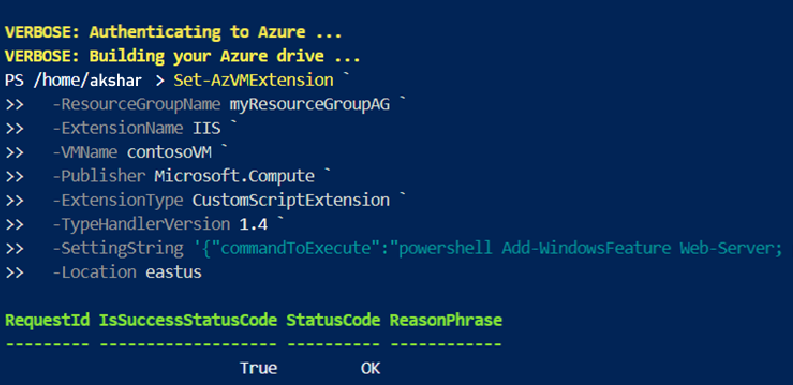 VERBOSE: Authenticating to Azure ...
VERBOSE: Building your Azure drive ...
PS /home/akshar > Set-AzVMExtension `
>> -ResourceGroupName myResourceGroupAG `
>> -ExtensionName IIS `
>> -VMName contosoVM `
>> -Publisher Microsoft.Compute `
>> -ExtensionType CustomScriptExtension `
>> -TypeHandlerVersion 1.4 `
>> -SettingString '{"commandToExecute":"powershell Add-WindowsFeature Web-Server;
>> -Location eastus
RequestId IsSuccessStatusCode StatusCode ReasonPhrase
--------- ------------------- ---------- ------------
True OK